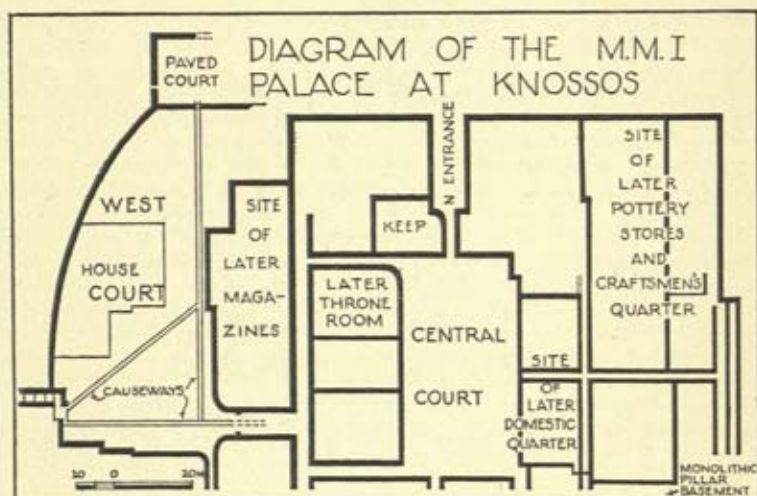 DIAGRAM OF THE M.M.I
PALACE AT KNOSSOS
PAVED
COURT
N ENTRANCE
WEST
COURT
HOUSE
CAUSEWAYS
SITE
OF
LATER
MAGA-
ZINES
KEEP
LATER
THRONE
ROOM
CENTRAL
COURT
SITE
OF
LATER
POTTERY
STORES
AND
CRAFTSMEN'S
QUARTER
SITE
OF LATER
DOMESTIC
QUARTER
MONOLITHIC
PILLAR
BASEMENT
10 0